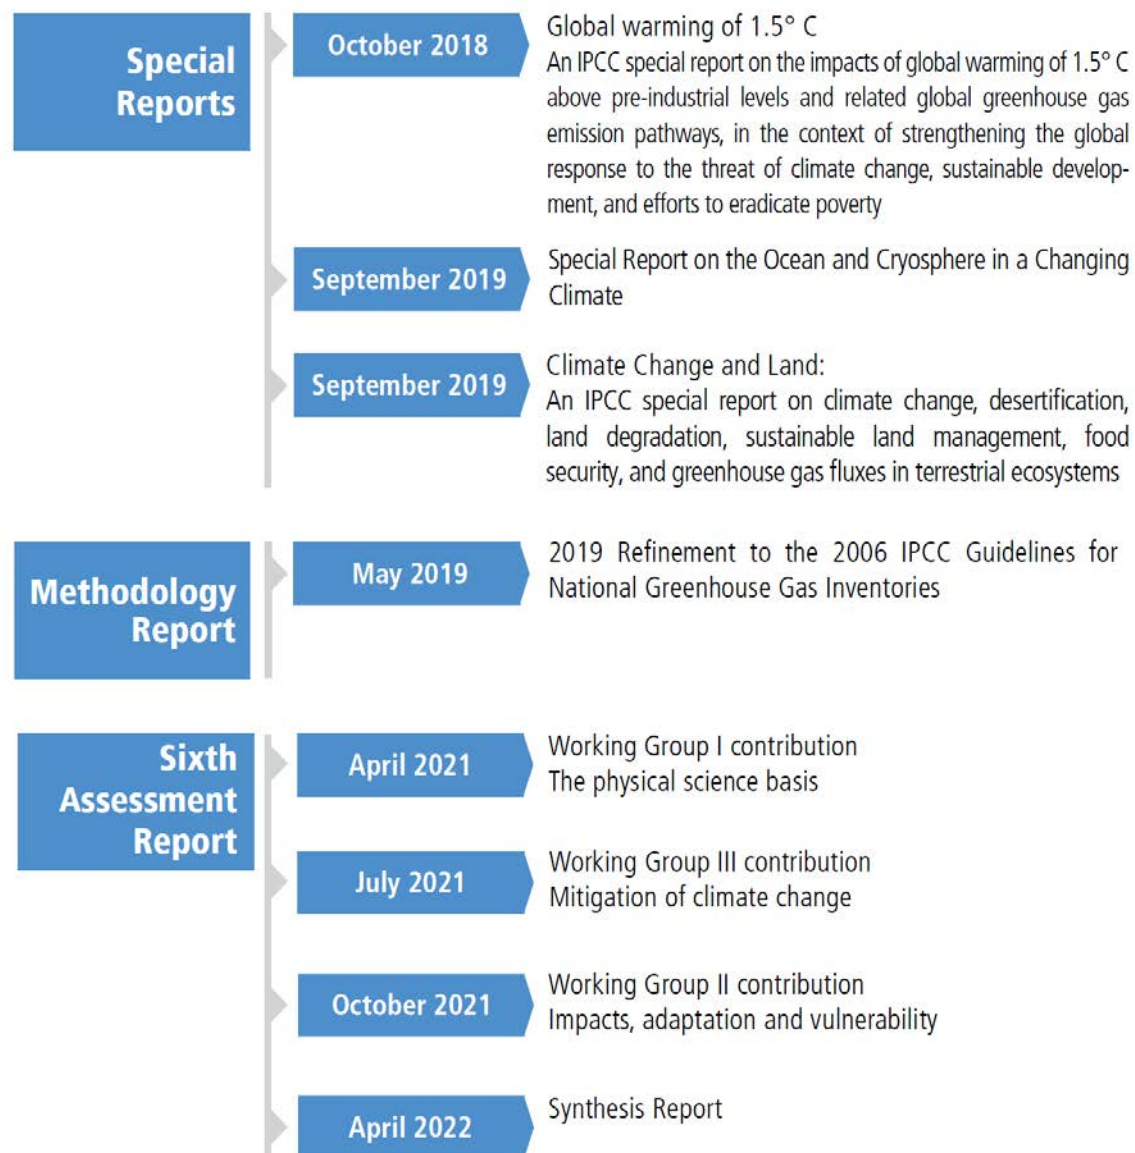 Special
Reports
October 2018
Global warming of 1.5° C
An IPCC special report on the impacts of global warming of 1.5° C
above pre-industrial levels and related global greenhouse gas
emission pathways, in the context of strengthening the global
response to the threat of climate change, sustainable develop-
ment, and efforts to eradicate poverty
September 2019
Special Report on the Ocean and Cryosphere in a Changing
Climate
September 2019
Climate Change and Land:
An IPCC special report on climate change, desertification,
land degradation, sustainable land management, food
security, and greenhouse gas fluxes in terrestrial ecosystems
Methodology
Report
May 2019
2019 Refinement to the 2006 IPCC Guidelines for
National Greenhouse Gas Inventories
Sixth
Assessment
Report
April 2021
Working Group I contribution
The physical science basis
July 2021
Working Group III contribution
Mitigation of climate change
October 2021
Working Group II contribution
Impacts, adaptation and vulnerability
April 2022
Synthesis Report